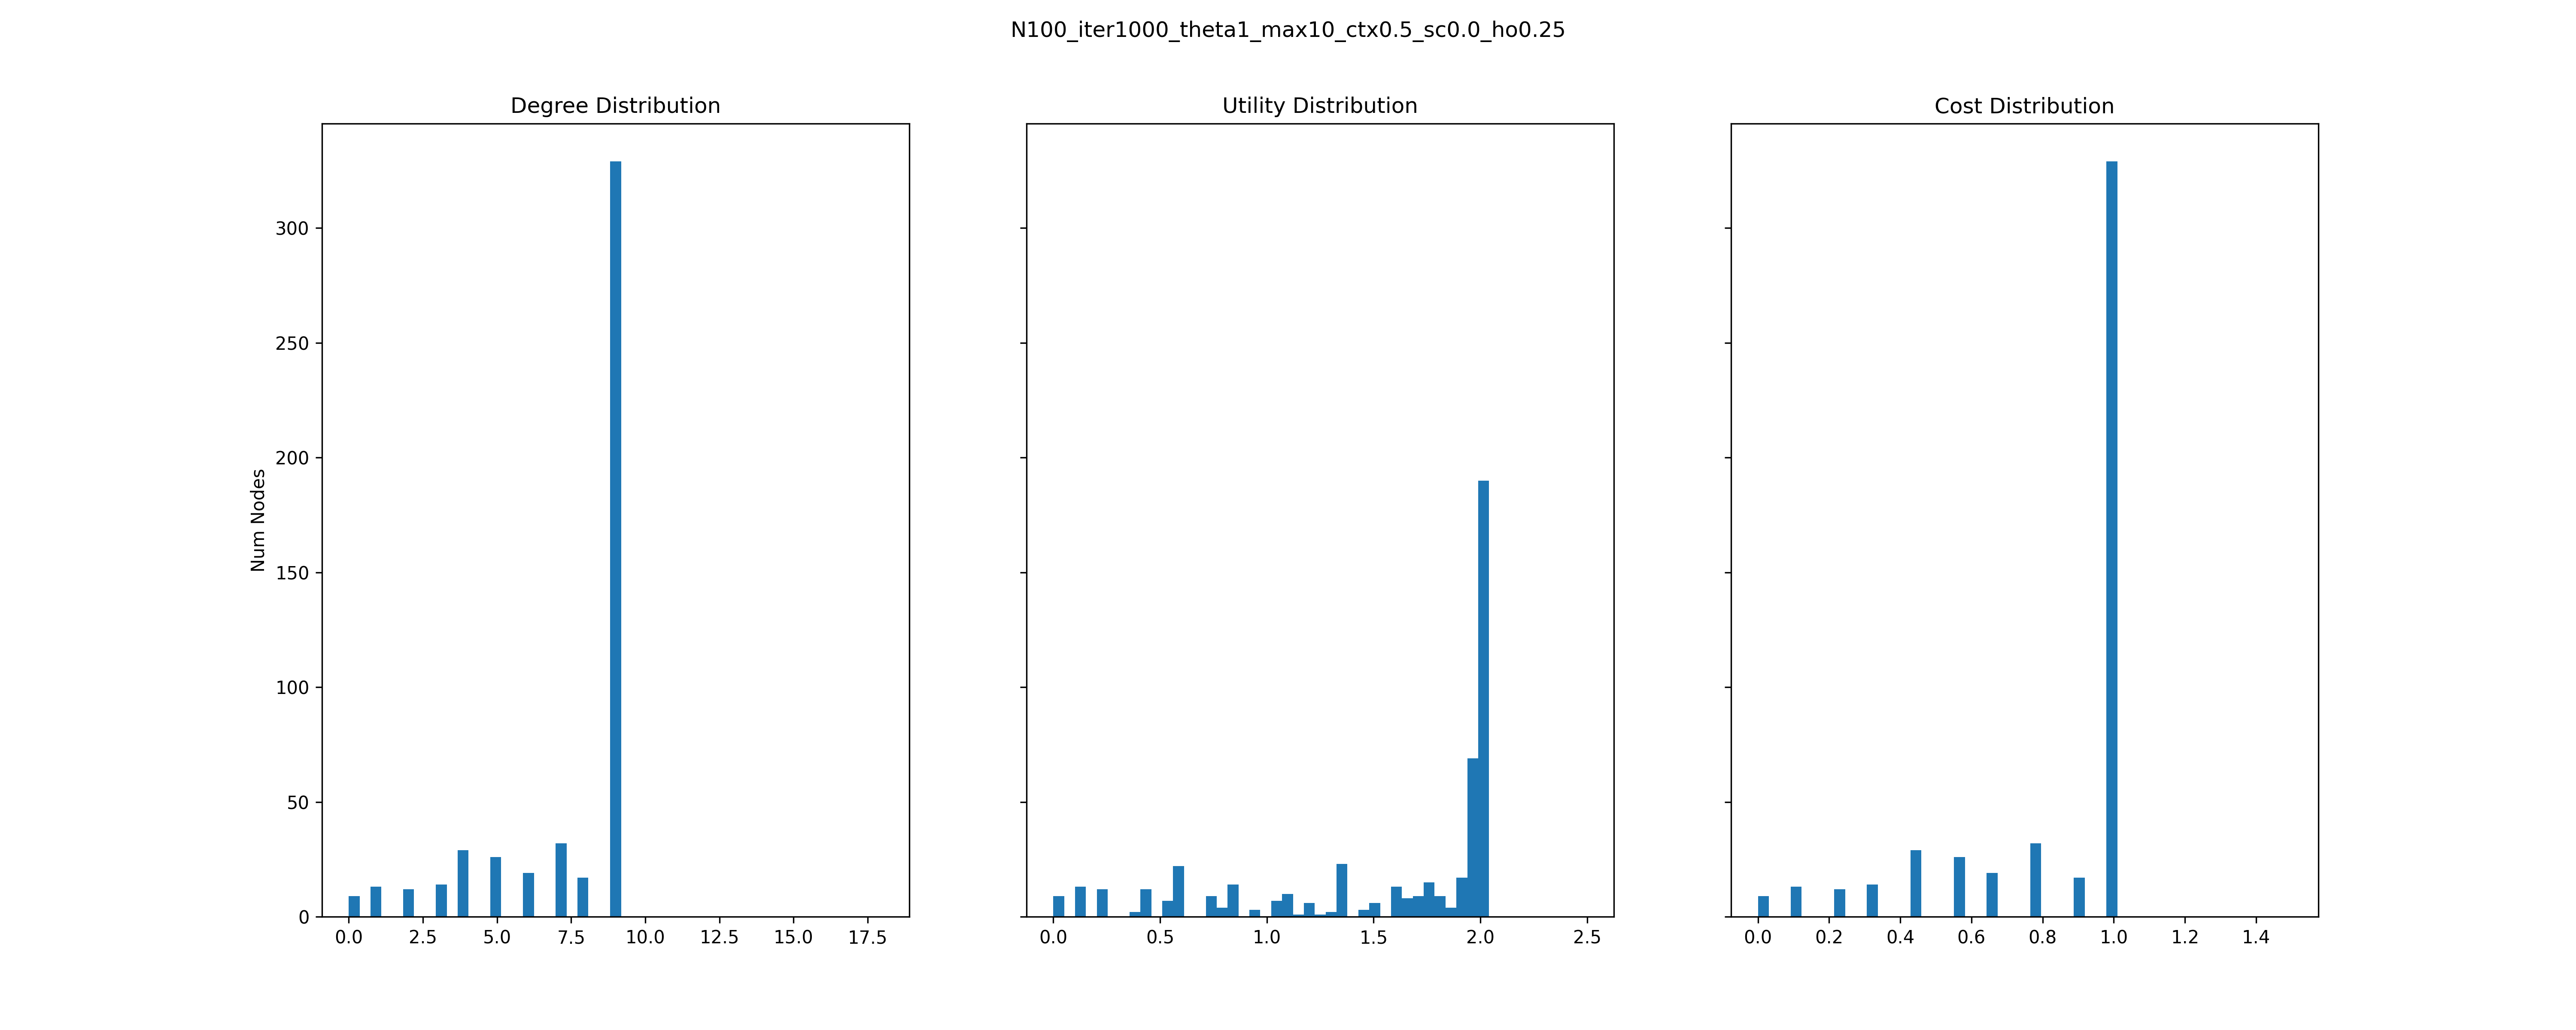 N100_iter1000_theta1_max10_ctx0.5_sc0.0_ho0.25
Degree Distribution
Utility Distribution
Cost Distribution
Num Nodes
300
250
200
150
100
50
0
0.0 2.5 5.0 7.5 10.0 12.5 15.0 17.5
0.0 0.5 1.0 1.5 2.0 2.5
0.0 0.2 0.4 0.6 0.8 1.0 1.2 1.4